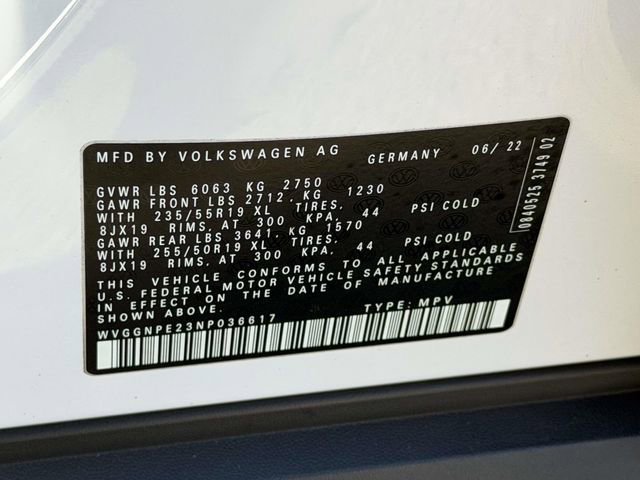 MFD BY VOLKSWAGEN AG GERMANY 06/22
GVWR LBS 6063 KG 2750
GAWR FRONT LBS 2712, KG 1230
WITH 235/55R19 XL TIRES,
8JX19 RIMS, AT 300 KPA, 44 PSI COLD
GAWR REAR LBS 3641, KG 1570
WITH 255/50R19 XL TIRES,
8JX19 RIMS, AT 300 KPA, 44 PSI COLD
THIS VEHICLE CONFORMS TO ALL APPLICABLE
U.S. FEDERAL MOTOR VEHICLE SAFETY STANDARDS
IN EFFECT ON THE DATE OF MANUFACTURE
SHOWN ABOVE.
WVGGNPE23NP036617 TYPE: MPV
0840525 3749 02